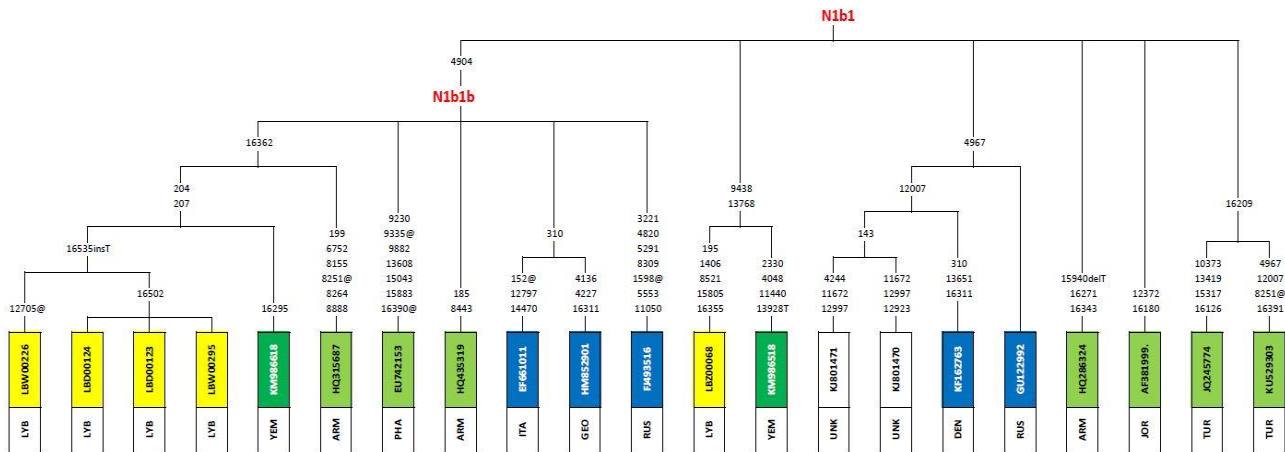 N1b1
4904
N1b1b
16362
4967
204
207
9438
13768
12007
16209
16535insT
199
6752
8155
8251@
8264
8888
9230
9335@
9882
13608
15043
15883
16390@
310
3221
4820
5291
8309
1598@
5553
11050
143
12705@
16502
16295
185
8443
152@
12797
14470
4136
4227
16311
195
1406
8521
15805
16355
2330
4048
11440
13928T
4244
11672
12997
11672
12997
12923
310
13651
16311
15940delT
16271
16343
12372
16180
10373
13419
15317
16126
4967
12007
8251@
16391
LBW00226
LBD00124
LBD00123
LBW00295
KM986618
HQ315687
EU742153
HQ435319
EF661011
HM852901
FJ493516
LBZ00068
KM986518
KJ801471
KJ801470
KF162763
GU122992
HQ286324
AF381999.
JQ245774
KU529303
LYB
LYB
LYB
LYB
YEM
ARM
PHA
ARM
ITA
GEO
RUS
LYB
YEM
UNK
UNK
DEN
RUS
ARM
JOR
TUR
TUR